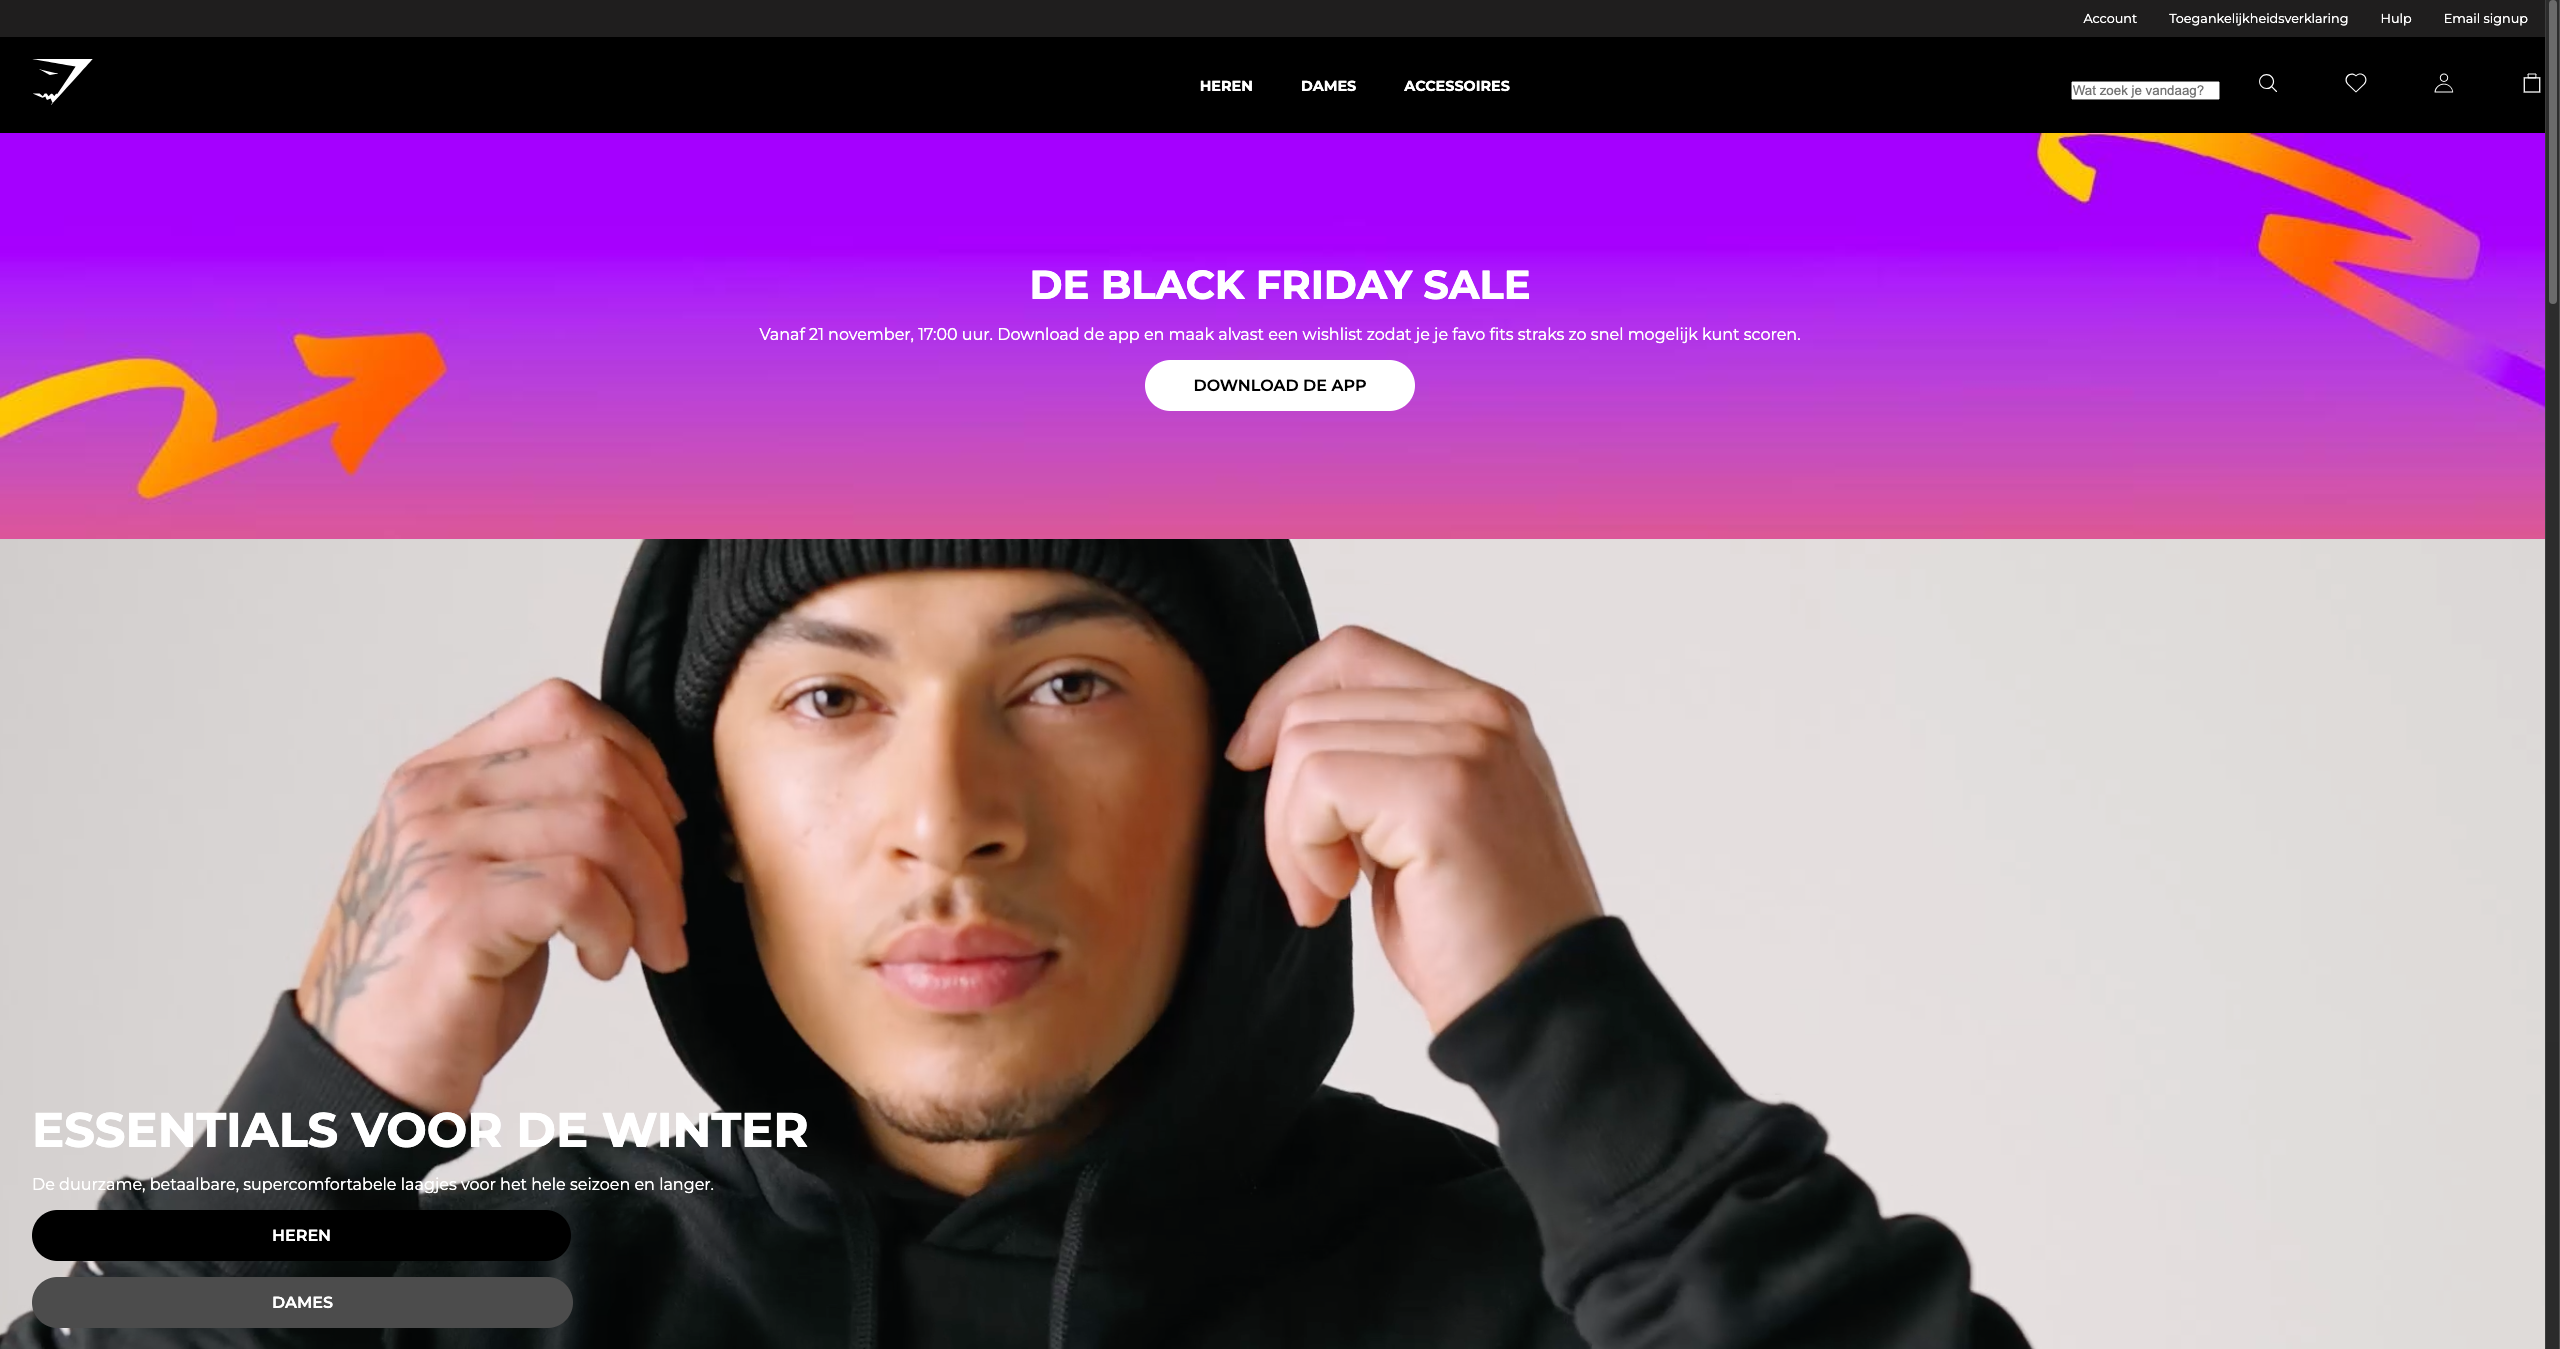 Account Toegankelijkheidsverklaring Hulp Email signup
HEREN DAMES ACCESSOIRES
Wat zoek je vandaag?
DE BLACK FRIDAY SALE
Vanaf 21 november, 17:00 uur. Download de app en maak alvast een wishlist zodat je je favo fits straks zo snel mogelijk kunt scoren.
DOWNLOAD DE APP
ESSENTIALS VOOR DE WINTER
De duurzame, betaalbare, supercomfortabele laagjes voor het hele seizoen en langer.
HEREN
DAMES